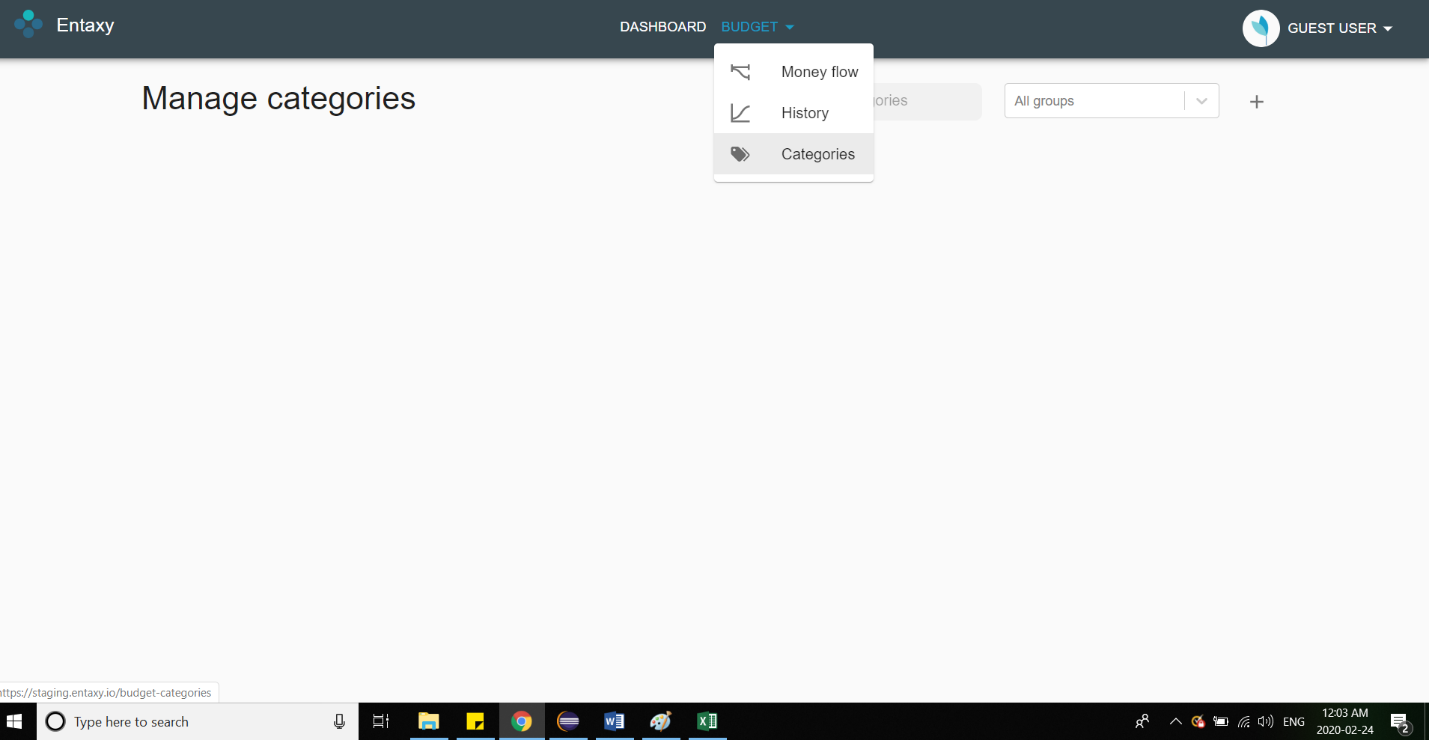 Entaxy
DASHBOARD
BUDGET
GUEST USER
Manage categories
Money flow
History
Categories
ories
All groups
https://staging.entaxy.io/budget-categories
Type here to search
ENG
12:03 AM
2020-02-24
2